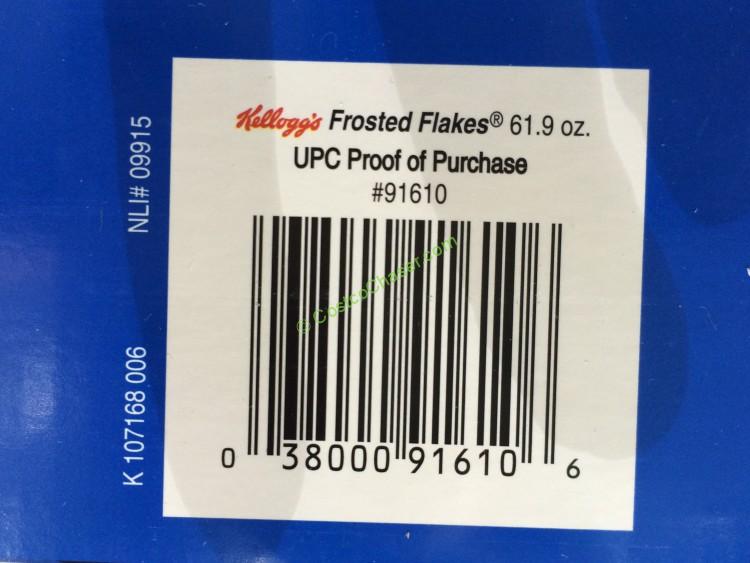 Kellogg's Frosted Flakes® 61.9 oz.
UPC Proof of Purchase
#91610
© CostcoChaser.com
0 38000 91610 6
NLI# 09915
K 107168 006